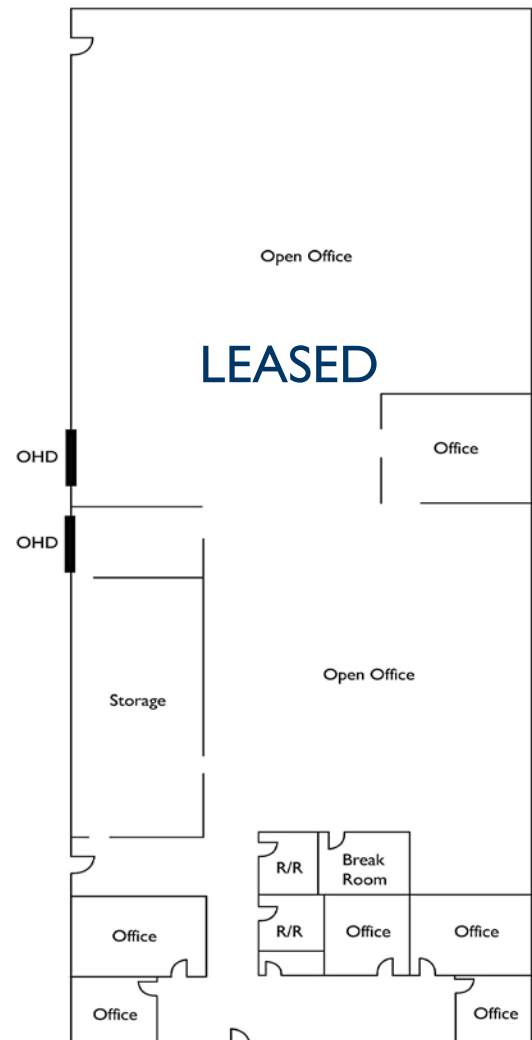 Open Office
LEASED
OHD
Office
OHD
Open Office
Storage
R/R
Break
Room
Office
R/R
Office
Office
Office
Office